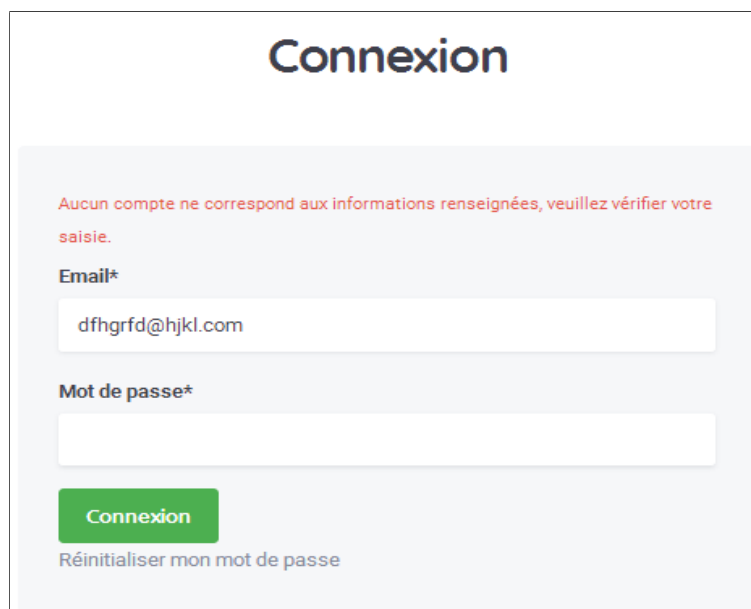 Connexion
Aucun compte ne correspond aux informations renseignées, veuillez vérifier votre
saisie.
Email*
dfhgrfd@hjkl.com
Mot de passe*
Connexion
Réinitialiser mon mot de passe